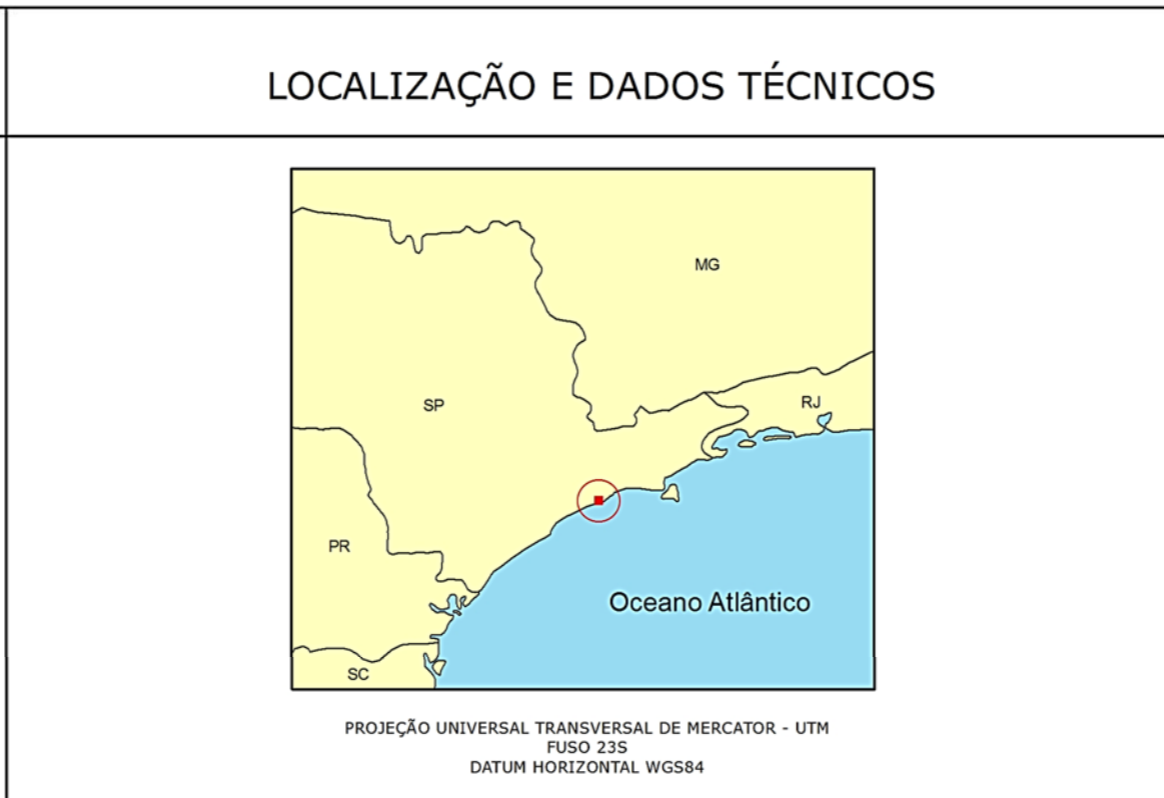 LOCALIZAÇÃO E DADOS TÉCNICOS
MG
SP
RJ
PR
Oceano Atlântico
SC
PROJEÇÃO UNIVERSAL TRANSVERSAL DE MERCATOR - UTM
FUSO 23S
DATUM HORIZONTAL WGS84